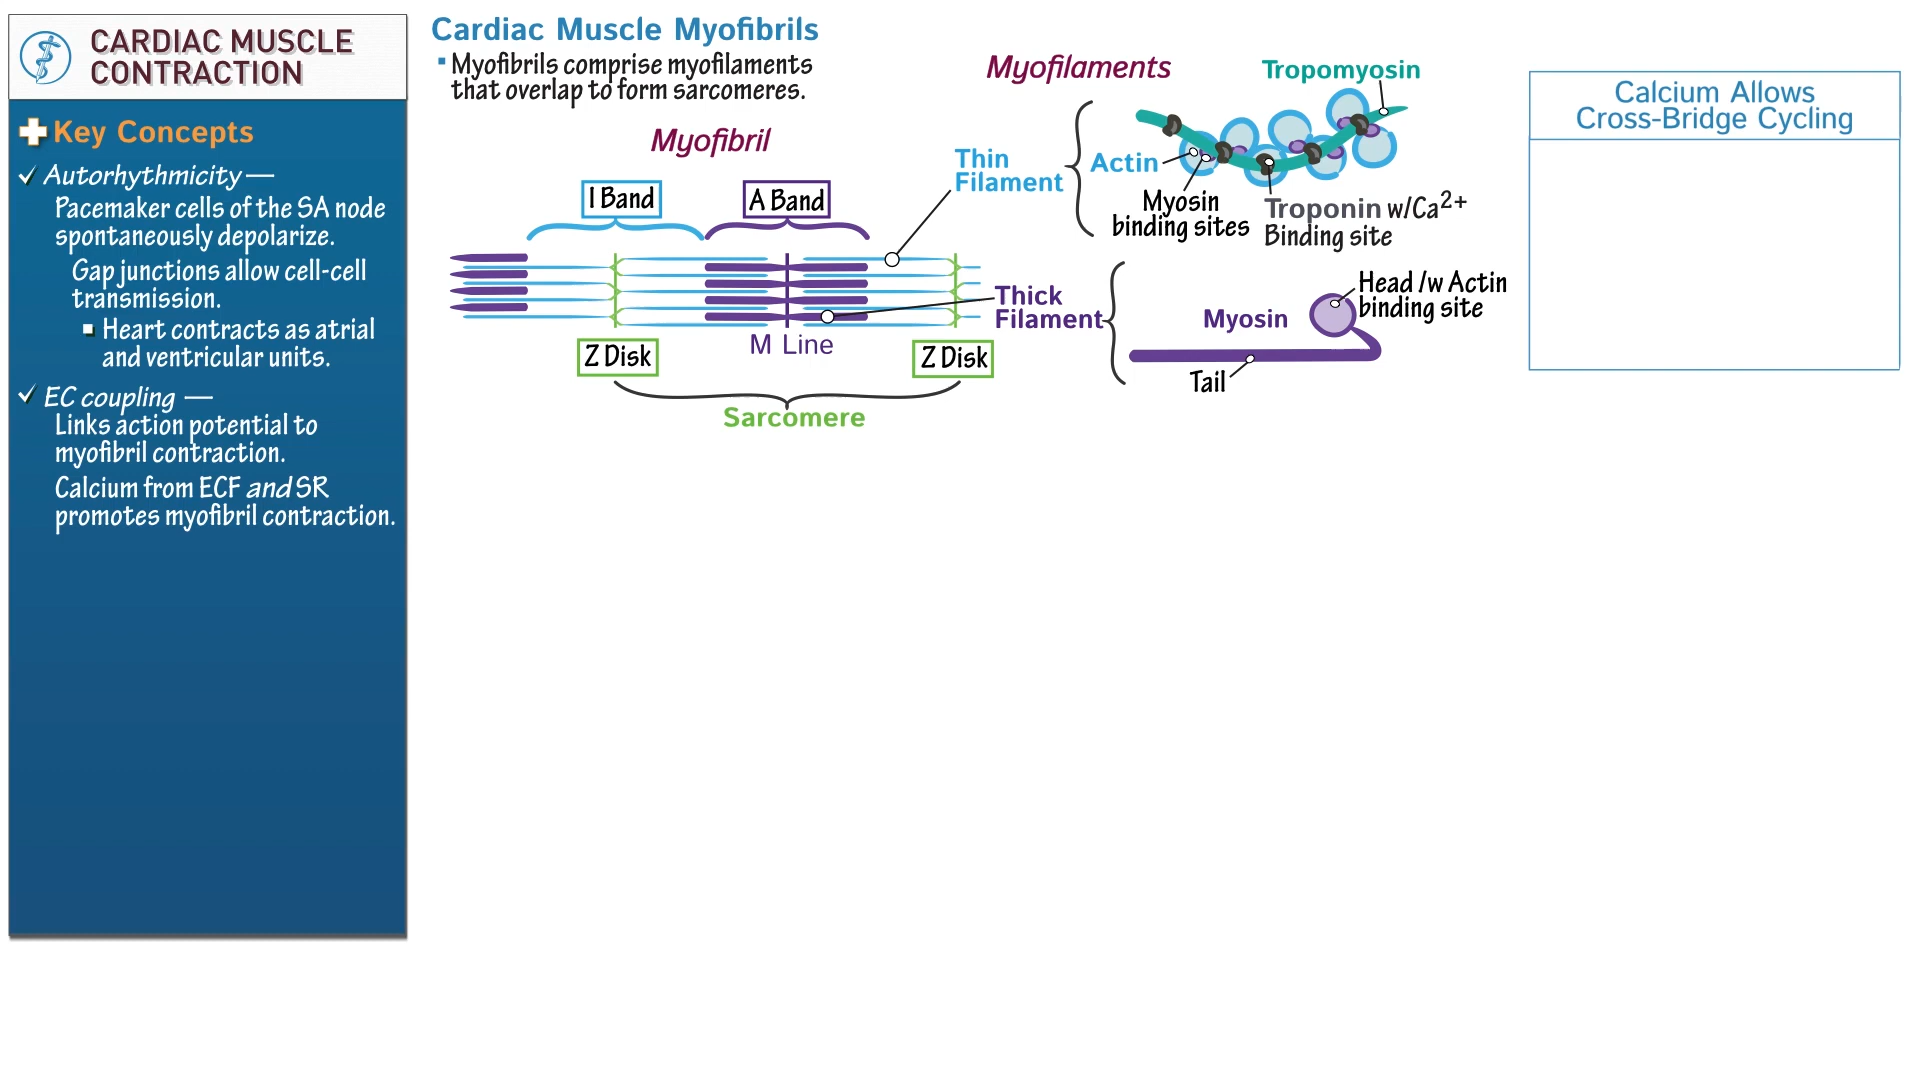 CARDIAC MUSCLE
CONTRACTION
Key Concepts
Autorhythmicity —
Pacemaker cells of the SA node
spontaneously depolarize.
Gap junctions allow cell-cell
transmission.
Heart contracts as atrial
and ventricular units.
EC coupling —
Links action potential to
myofibril contraction.
Calcium from ECF and SR
promotes myofibril contraction.
Cardiac Muscle Myofibrils
Myofibrils comprise myofilaments
that overlap to form sarcomeres.
Myofibril
I Band
A Band
Z Disk
M Line
Z Disk
Sarcomere
Myofilaments
Thin
Filament
Actin
Tropomyosin
Myosin
binding sites
Troponin w/Ca2+
Binding site
Thick
Filament
Myosin
Head /w Actin
binding site
Tail
Calcium Allows
Cross-Bridge Cycling